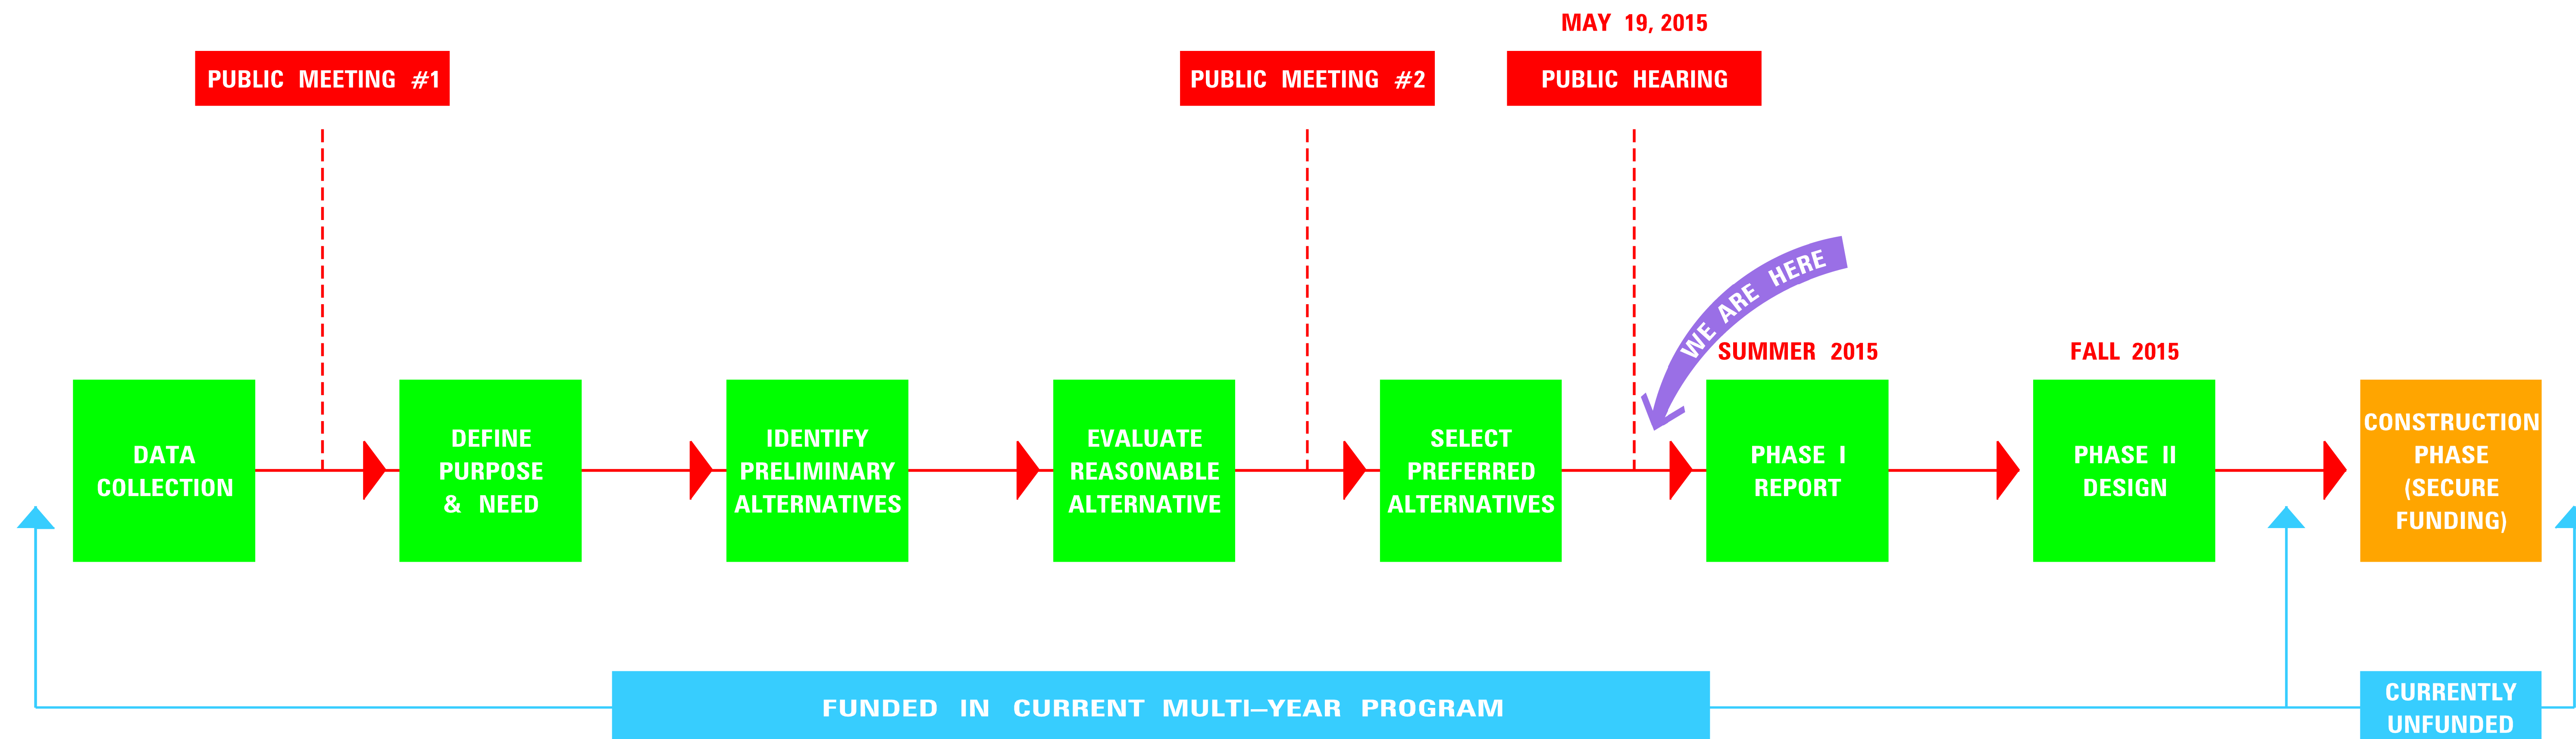 MAY 19, 2015
PUBLIC MEETING #1
PUBLIC MEETING #2
PUBLIC HEARING
WE ARE HERE
SUMMER 2015
FALL 2015
DATA
COLLECTION
DEFINE
PURPOSE
& NEED
IDENTIFY
PRELIMINARY
ALTERNATIVES
EVALUATE
REASONABLE
ALTERNATIVE
SELECT
PREFERRED
ALTERNATIVES
PHASE I
REPORT
PHASE II
DESIGN
CONSTRUCTION
PHASE
(SECURE
FUNDING)
FUNDED IN CURRENT MULTI–YEAR PROGRAM
CURRENTLY
UNFUNDED